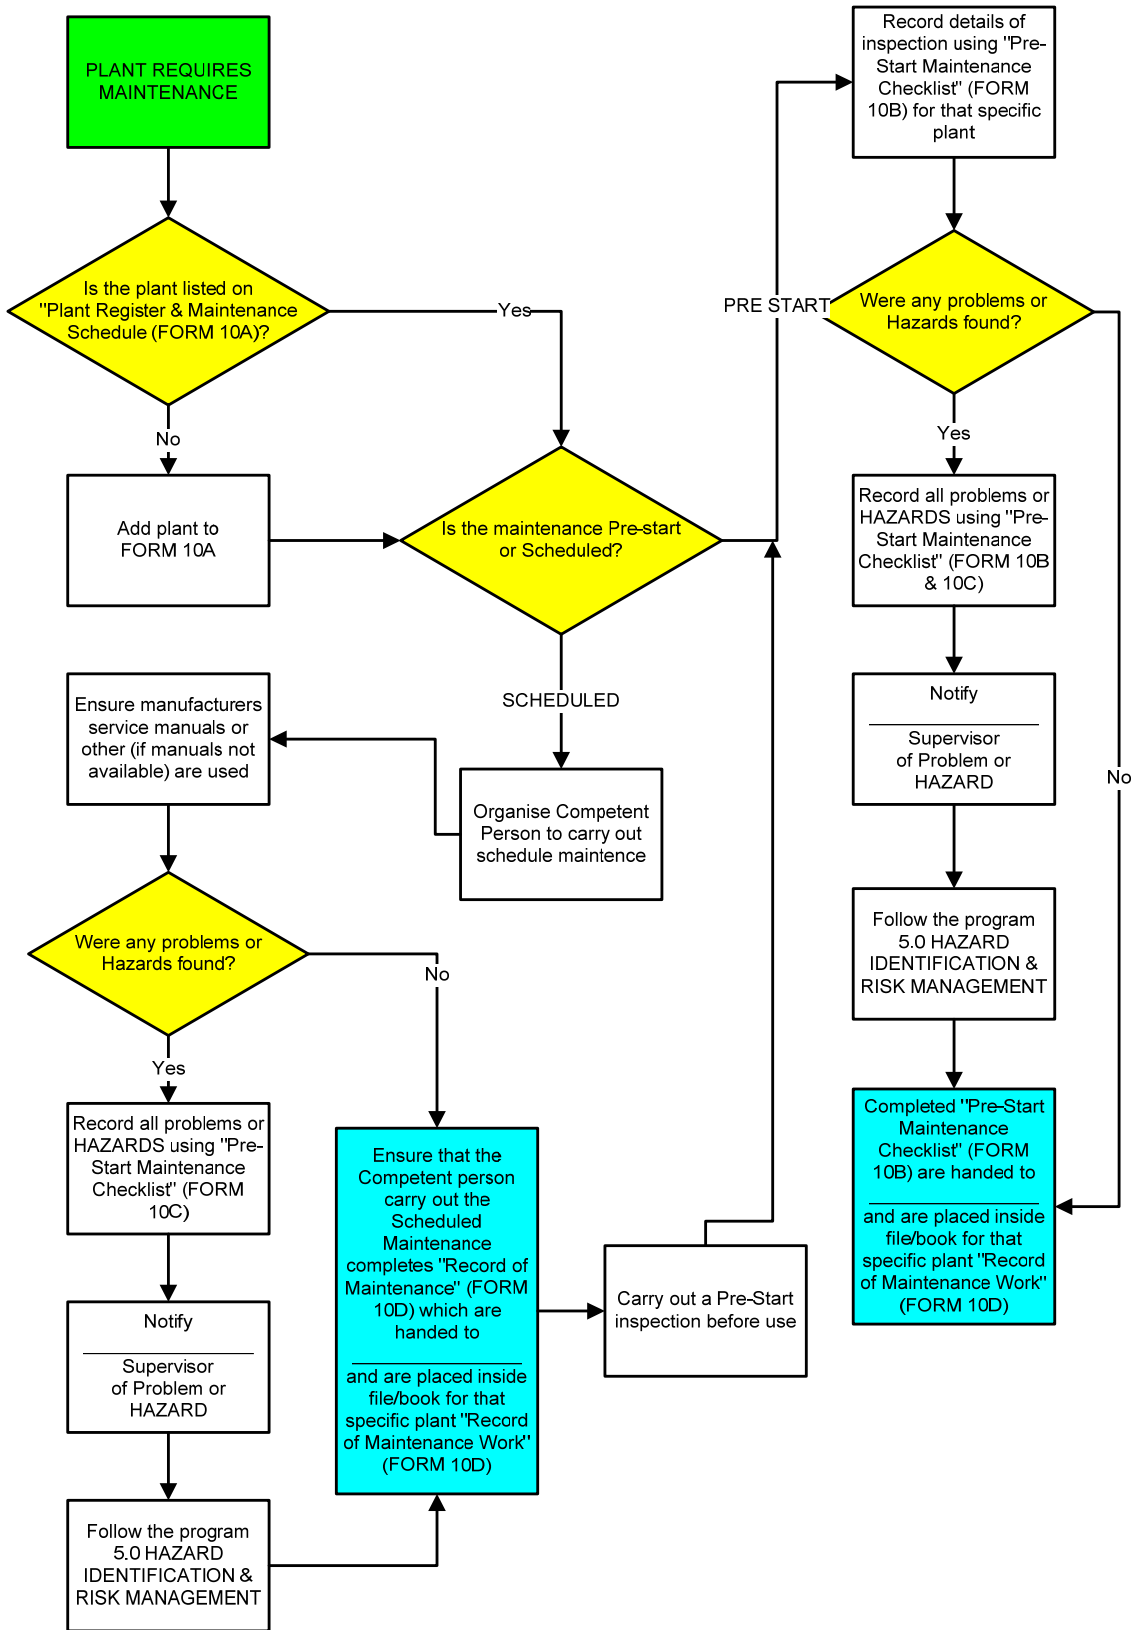 PLANT REQUIRES
MAINTENANCE
Is the plant listed on
"Plant Register & Maintenance
Schedule (FORM 10A)?
Yes
No
Add plant to
FORM 10A
Is the maintenance Pre-start
or Scheduled?
PRE START
SCHEDULED
Organise Competent
Person to carry out
schedule maintence
Ensure manufacturers
service manuals or
other (if manuals not
available) are used
Were any problems or
Hazards found?
No
Yes
Record all problems or
HAZARDS using "Pre-
Start Maintenance
Checklist" (FORM
10C)
Notify
Supervisor
of Problem or
HAZARD
Follow the program
5.0 HAZARD
IDENTIFICATION &
RISK MANAGEMENT
Ensure that the
Competent person
carry out the
Scheduled
Maintenance
completes "Record of
Maintenance" (FORM
10D) which are
handed to
and are placed inside
file/book for that
specific plant "Record
of Maintenance Work"
(FORM 10D)
Carry out a Pre-Start
inspection before use
Record details of
inspection using "Pre-
Start Maintenance
Checklist" (FORM
10B) for that specific
plant
Were any problems or
Hazards found?
Yes
No
Record all problems or
HAZARDS using "Pre-
Start Maintenance
Checklist" (FORM 10B
& 10C)
Notify
Supervisor
of Problem or
HAZARD
Follow the program
5.0 HAZARD
IDENTIFICATION &
RISK MANAGEMENT
Completed "Pre-Start
Maintenance
Checklist" (FORM
10B) are handed to
and are placed inside
file/book for that
specific plant "Record
of Maintenance Work"
(FORM 10D)